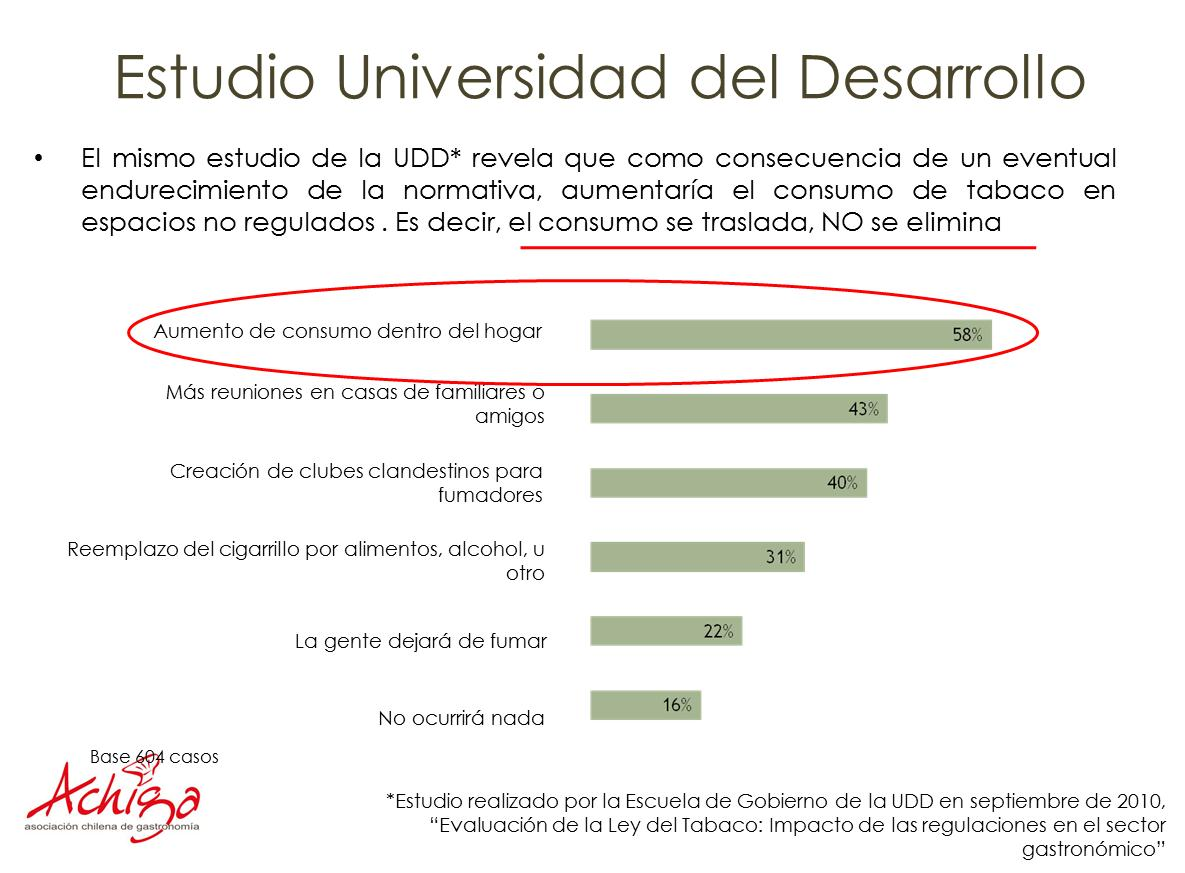 Estudio Universidad del Desarrollo
• El mismo estudio de la UDD* revela que como consecuencia de un eventual
endurecimiento de la normativa, aumentaría el consumo de tabaco en
espacios no regulados . Es decir, el consumo se traslada, NO se elimina
Aumento de consumo dentro del hogar
58%
Más reuniones en casas de familiares o
amigos
43%
Creación de clubes clandestinos para
fumadores
40%
Reemplazo del cigarrillo por alimentos, alcohol, u
otro
31%
La gente dejará de fumar
22%
No ocurrirá nada
16%
Base 604 casos
Achiga
asociación chilena de gastronomía
*Estudio realizado por la Escuela de Gobierno de la UDD en septiembre de 2010,
“Evaluación de la Ley del Tabaco: Impacto de las regulaciones en el sector
gastronómico”